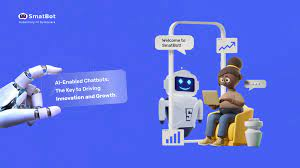 SmatBot
AI-Enabled Chatbots:
The Key to Driving
Innovation and Growth.
Welcome to
SmatBot!
S